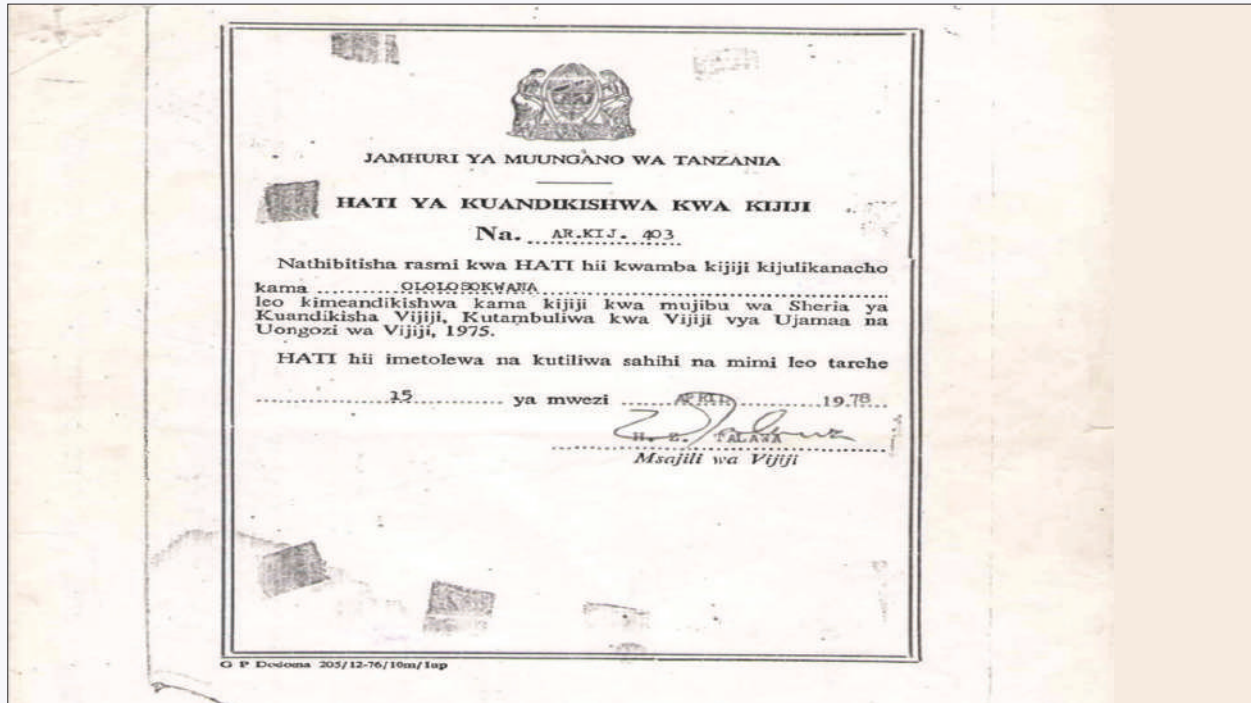 JAMHURI YA MUUNGANO WA TANZANIA
HATI YA KUANDIKISHWA KWA KIJIJI
Na. AR.KIJ. 403
Nathibitisha rasmi kwa HATI hii kwamba kijiji kijulikanacho
kama OLOLOSOKWANA
leo kimeandikishwa kama kijiji kwa mujibu wa Sheria ya
Kuandikisha Vijiji, Kutambuliwa kwa Vijiji vya Ujamaa na
Uongozi wa Vijiji, 1975.
HATI hii imetolewa na kutiliwa sahihi na mimi leo tarehe
15 ya mwezi APRIL 1978
H. Z. TALAWA
Msajili wa Vijiji
G P Dodoma 205/12-76/10m/1up